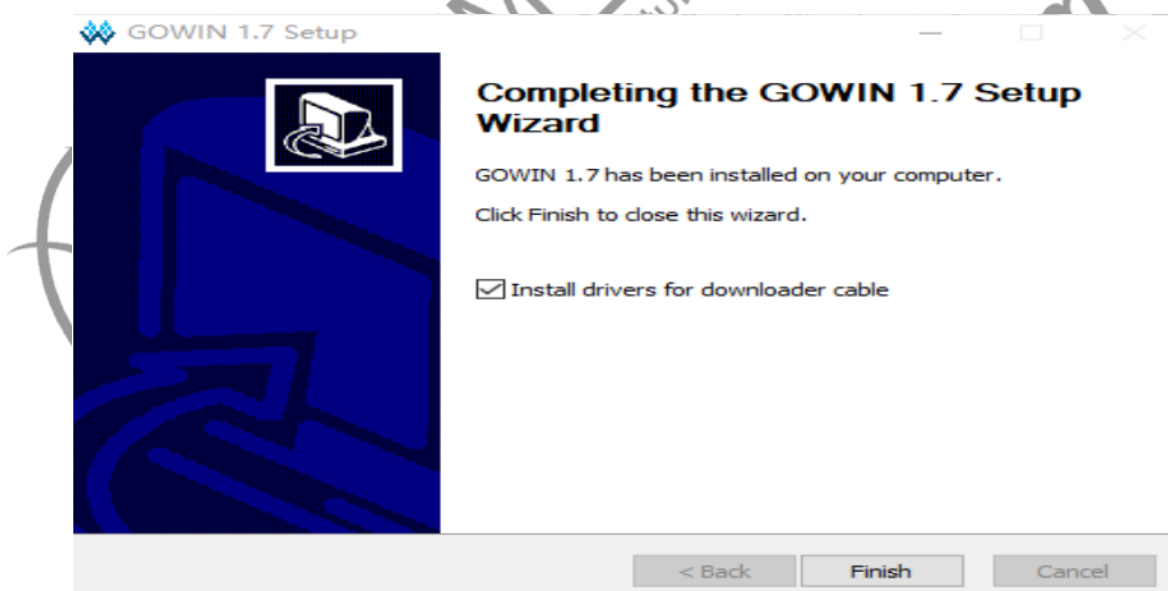 GOWIN 1.7 Setup
Completing the GOWIN 1.7 Setup
Wizard
GOWIN 1.7 has been installed on your computer.
Click Finish to close this wizard.
Install drivers for downloader cable
< Back
Finish
Cancel